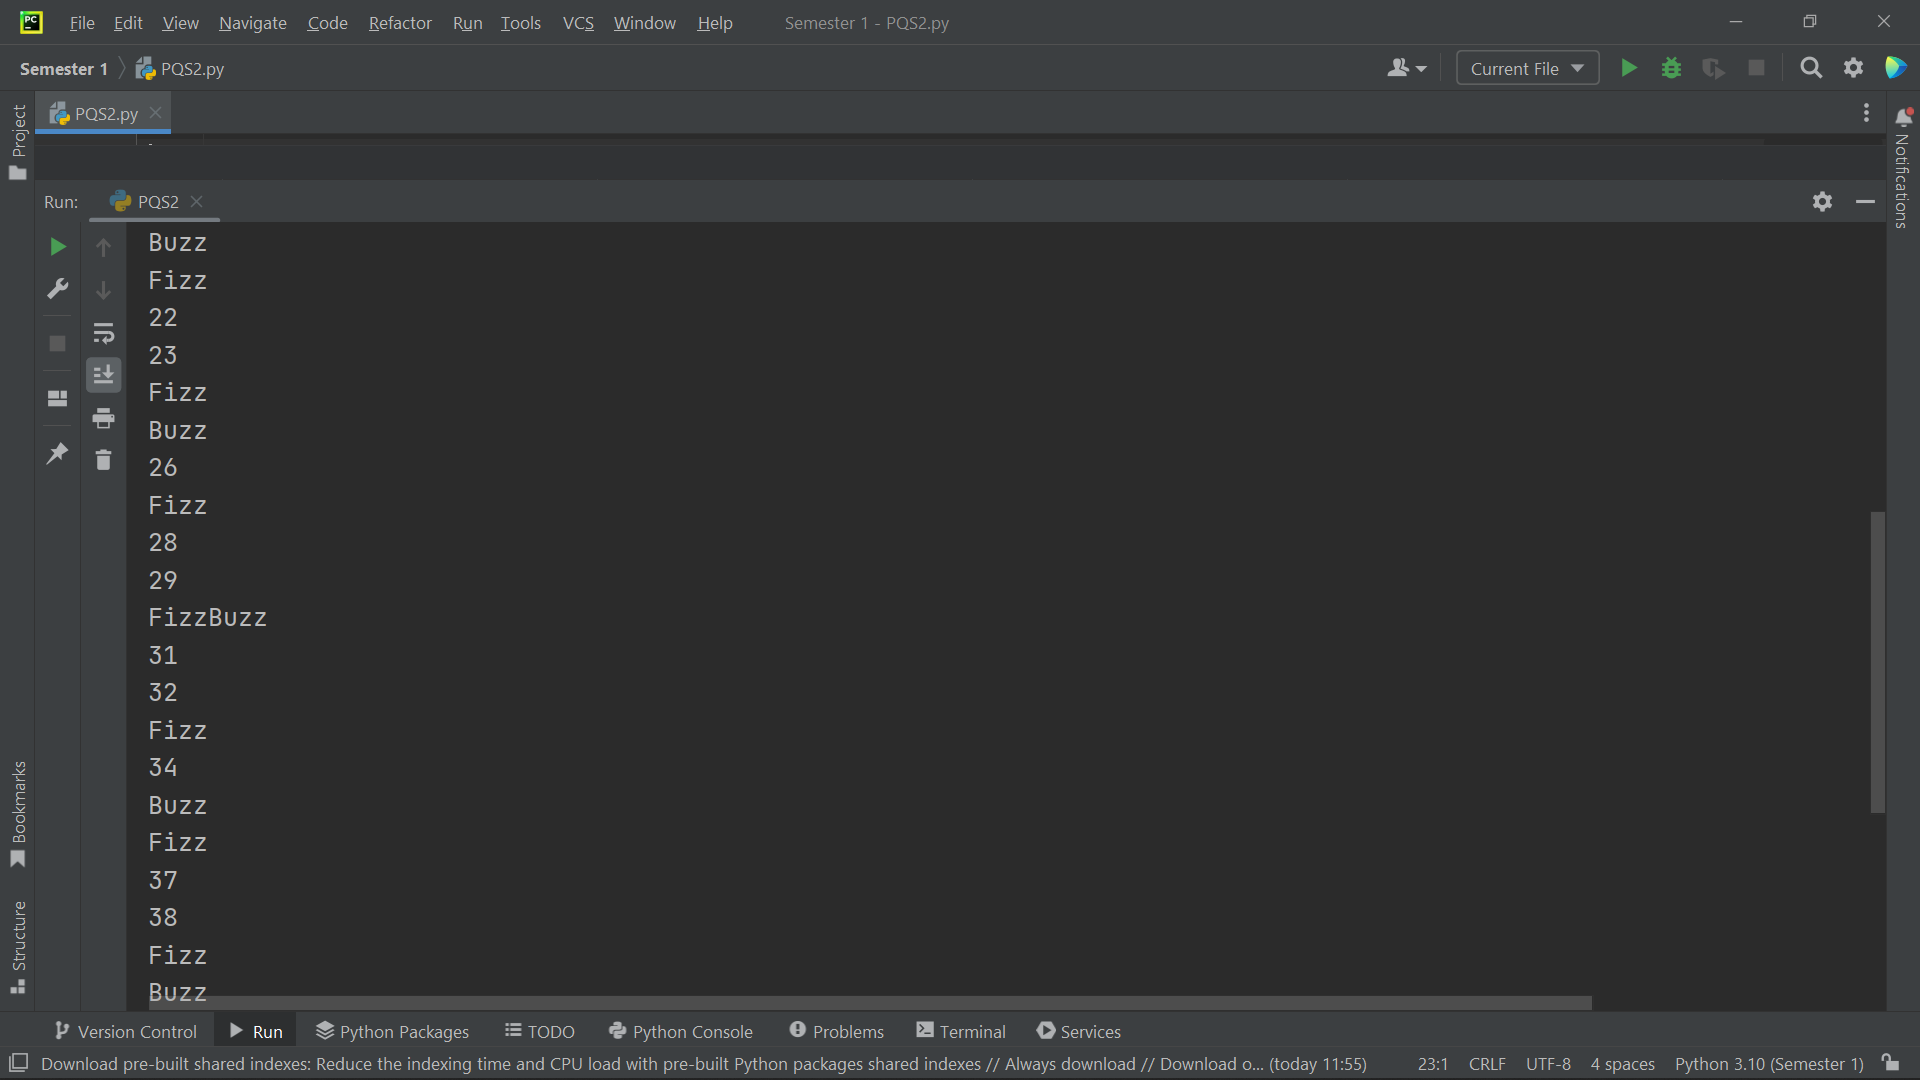 PC File Edit View Navigate Code Refactor Run Tools VCS Window Help Semester 1 - PQS2.py
Semester 1 PQS2.py Current File
PQS2.py
Project
Notifications
Run: PQS2
Buzz
Fizz
22
23
Fizz
Buzz
26
Fizz
28
29
FizzBuzz
31
32
Fizz
34
Buzz
Fizz
37
38
Fizz
Buzz
Bookmarks
Structure
Version Control Run Python Packages TODO Python Console Problems Terminal Services
Download pre-built shared indexes: Reduce the indexing time and CPU load with pre-built Python packages shared indexes // Always download // Download o... (today 11:55) 23:1 CRLF UTF-8 4 spaces Python 3.10 (Semester 1)